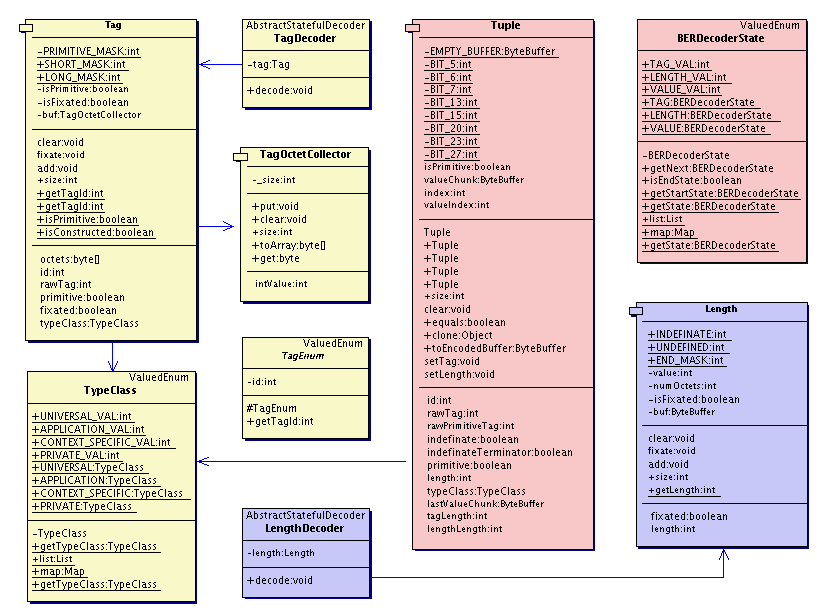 Tag
-PRIMITIVE_MASK:int
+SHORT_MASK:int
+LONG_MASK:int
-isPrimitive:boolean
-isFixated:boolean
-buf:TagOctetCollector
clear:void
fixate:void
add:void
+size:int
+getTagId:int
+getTagId:int
+isPrimitive:boolean
+isConstructed:boolean
octets:byte[]
id:int
rawTag:int
primitive:boolean
fixated:boolean
typeClass:TypeClass
AbstractStatefulDecoder
TagDecoder
-tag:Tag
+decode:void
TagOctetCollector
-_size:int
+put:void
+clear:void
+size:int
+toArray:byte[]
+get:byte
intValue:int
ValuedEnum
TagEnum
-id:int
#TagEnum
+getTagId:int
ValuedEnum
TypeClass
+UNIVERSAL_VAL:int
+APPLICATION_VAL:int
+CONTEXT_SPECIFIC_VAL:int
+PRIVATE_VAL:int
+UNIVERSAL:TypeClass
+APPLICATION:TypeClass
+CONTEXT_SPECIFIC:TypeClass
+PRIVATE:TypeClass
-TypeClass
+getTypeClass:TypeClass
+list:List
+map:Map
+getTypeClass:TypeClass
AbstractStatefulDecoder
LengthDecoder
-length:Length
+decode:void
Tuple
-EMPTY_BUFFER:ByteBuffer
-BIT_5:int
-BIT_6:int
-BIT_7:int
-BIT_13:int
-BIT_15:int
-BIT_20:int
-BIT_23:int
-BIT_27:int
isPrimitive:boolean
valueChunk:ByteBuffer
index:int
valueIndex:int
Tuple
+Tuple
+Tuple
+Tuple
+Tuple
+size:int
clear:void
+equals:boolean
+clone:Object
+toEncodedBuffer:ByteBuffer
setTag:void
setLength:void
id:int
rawTag:int
rawPrimitiveTag:int
indefinate:boolean
indefinateTerminator:boolean
primitive:boolean
length:int
typeClass:TypeClass
lastValueChunk:ByteBuffer
tagLength:int
lengthLength:int
ValuedEnum
BERDecoderState
+TAG_VAL:int
+LENGTH_VAL:int
+VALUE_VAL:int
+TAG:BERDecoderState
+LENGTH:BERDecoderState
+VALUE:BERDecoderState
-BERDecoderState
+getNext:BERDecoderState
+isEndState:boolean
+getStartState:BERDecoderState
+getState:BERDecoderState
+list:List
+map:Map
+getState:BERDecoderState
Length
+INDEFINATE:int
+UNDEFINED:int
+END_MASK:int
-value:int
-numOctets:int
-isFixated:boolean
-buf:ByteBuffer
clear:void
fixate:void
add:void
+size:int
+getLength:int
fixated:boolean
length:int